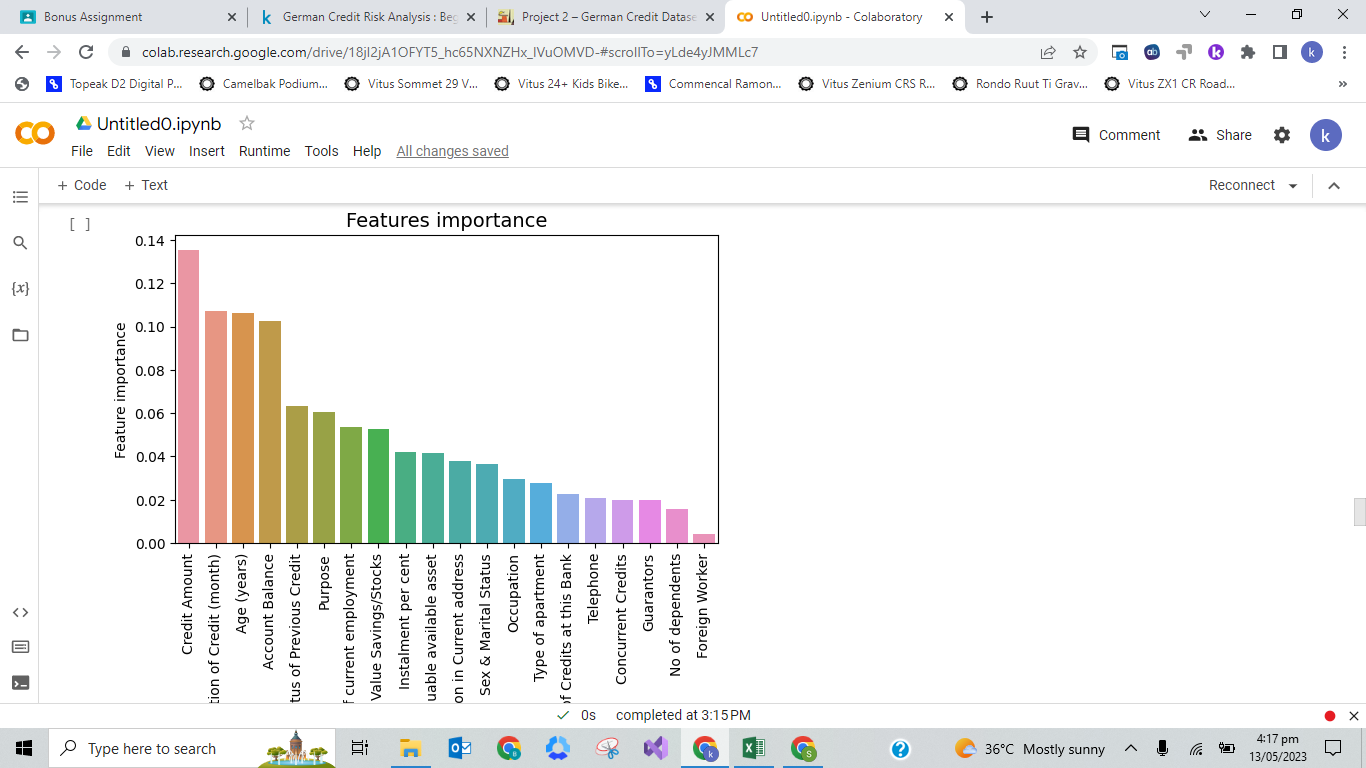 Bonus Assignment
German Credit Risk Analysis : Beg
Project 2 – German Credit Datase
Untitled0.ipynb - Colaboratory
colab.research.google.com/drive/18jI2jA1OFYT5_hc65NXNZHx_lVuOMVD-#scrollTo=yLde4yJMMLc7
Topeak D2 Digital P...
Camelbak Podium...
Vitus Sommet 29 V...
Vitus 24+ Kids Bike...
Commencal Ramon...
Vitus Zenium CRS R...
Rondo Ruut Ti Grav...
Vitus ZX1 CR Road...
Untitled0.ipynb
File Edit View Insert Runtime Tools Help All changes saved
Comment Share k
+ Code + Text
Reconnect
[ ]
Features importance
Feature importance
0.14
0.12
0.10
0.08
0.06
0.04
0.02
0.00
Credit Amount
tion of Credit (month)
Age (years)
Account Balance
tus of Previous Credit
Purpose
f current employment
Value Savings/Stocks
Instalment per cent
uable available asset
on in Current address
Sex & Marital Status
Occupation
Type of apartment
of Credits at this Bank
Telephone
Concurrent Credits
Guarantors
No of dependents
Foreign Worker
0s completed at 3:15 PM
Type here to search
36°C Mostly sunny
4:17 pm
13/05/2023